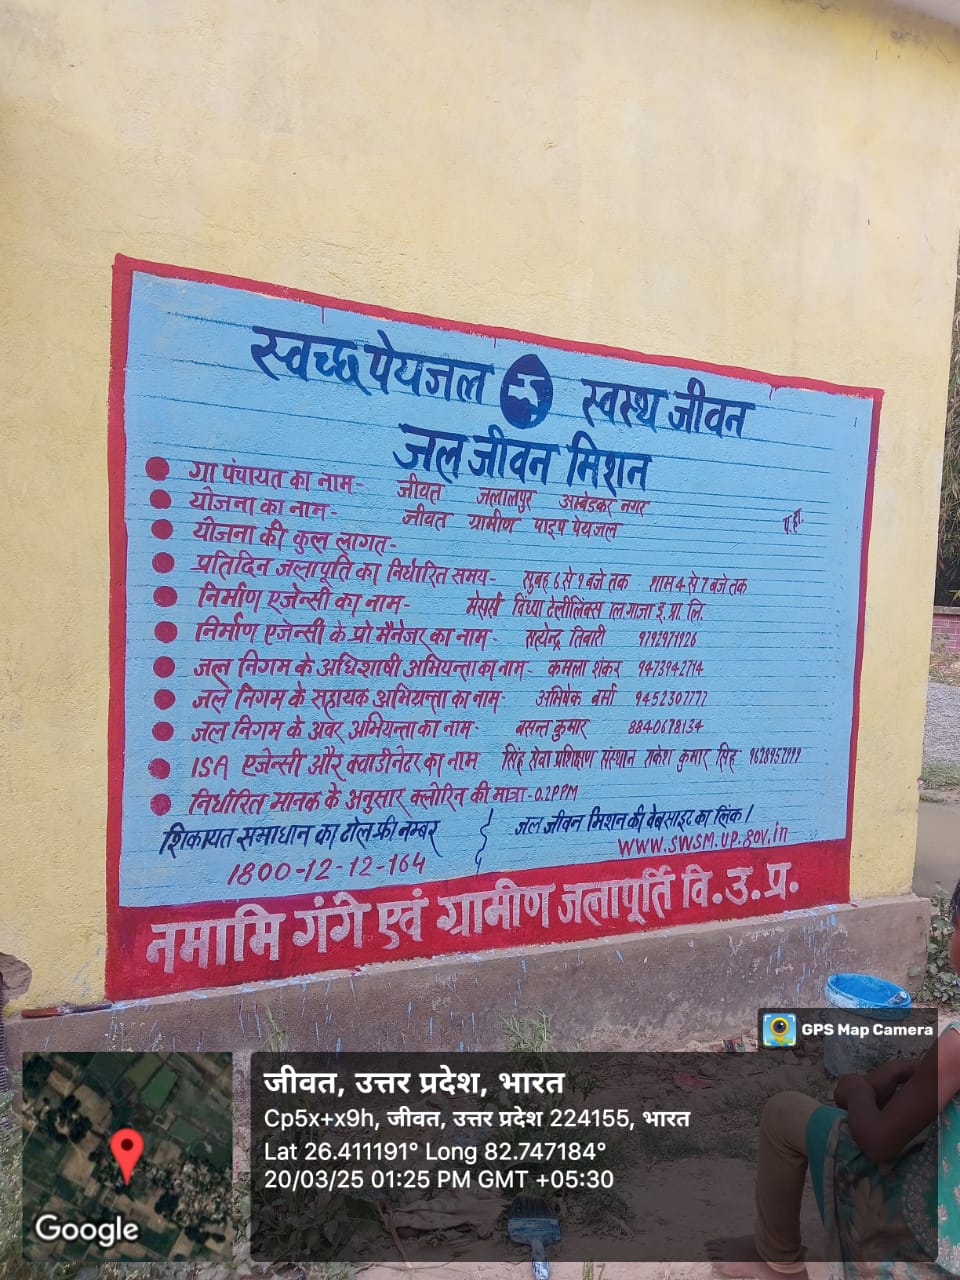 स्वच्छ पेयजल स्वस्थ जीवन
जल जीवन मिशन
ग्रा पंचायत का नाम- जीवत जलालपुर अम्बेडकर नगर
योजना का नाम- जीवत ग्रामीण पाइप पेयजल
योजना की कुल लागत-
प्रतिदिन जलापूर्ति का निर्धारित समय- सुबह 6 से 9 बजे तक शाम 4 से 7 बजे तक
निर्माण एजेन्सी का नाम- मेसर्स विंध्या टेलीलिंक्स गाजा इ. प्रा. लि.
निर्माण एजेन्सी के प्रो मैनेजर का नाम- सत्येन्द्र तिवारी
जल निगम के अधिशाषी अभियन्ता का नाम- कमला शंकर 9473942714
जल निगम के सहायक अभियन्ता का नाम- अभिषेक वर्मा 9452307777
जल निगम के अवर अभियन्ता का नाम- बसन्त कुमार 8840678134
ISA एजेन्सी और क्वाडीनेटर का नाम सिंह सेवा प्रशिक्षण संस्थान राकेश कुमार सिंह
निर्धारित मानक के अनुसार क्लोरिन की मात्रा-0.2PPM
शिकायत समाधान का टोल फ्री नम्बर
1800-12-12-164
जल जीवन मिशन की वेबसाइट का लिंक।
www.swsm.up.gov.in
नमामि गंगे एवं ग्रामीण जलापूर्ति वि. उ. प्र.
GPS Map Camera
जीवत, उत्तर प्रदेश, भारत
Cp5x+x9h, जीवत, उत्तर प्रदेश 224155, भारत
Lat 26.411191° Long 82.747184°
20/03/25 01:25 PM GMT +05:30
Google